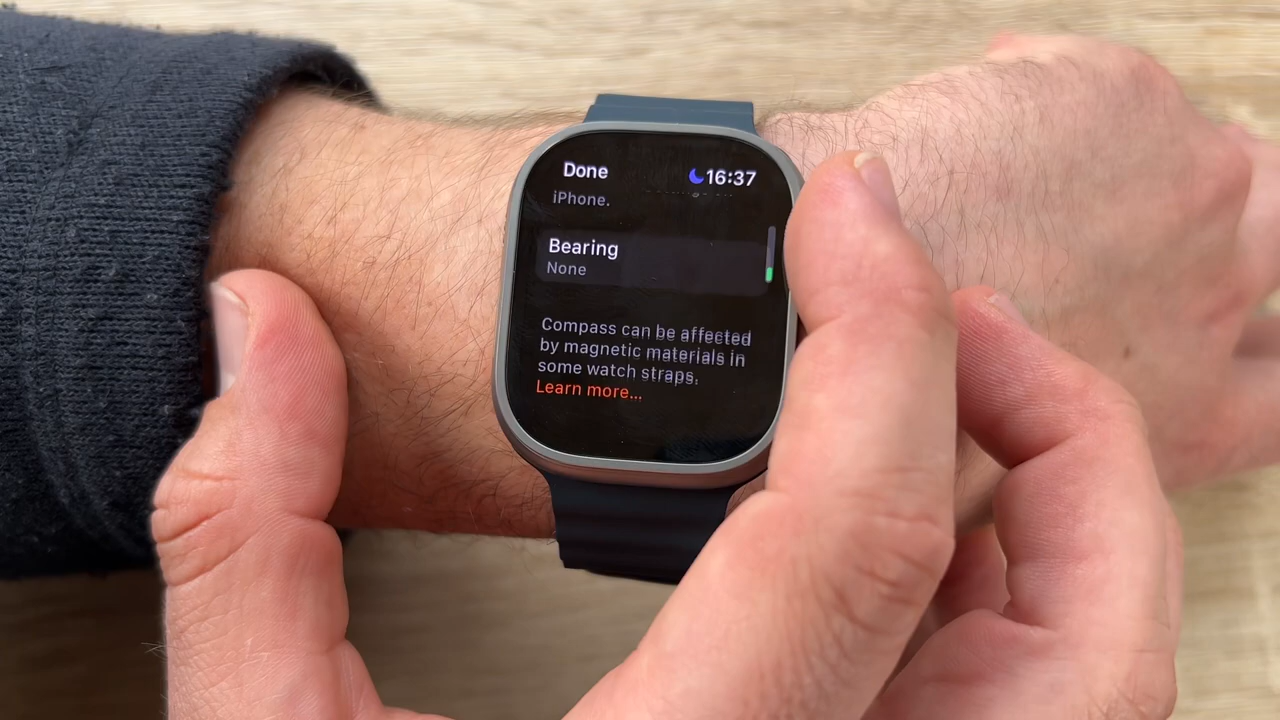 Done
16:37
iPhone.
Bearing
None
Compass can be affected
by magnetic materials in
some watch straps.
Learn more...